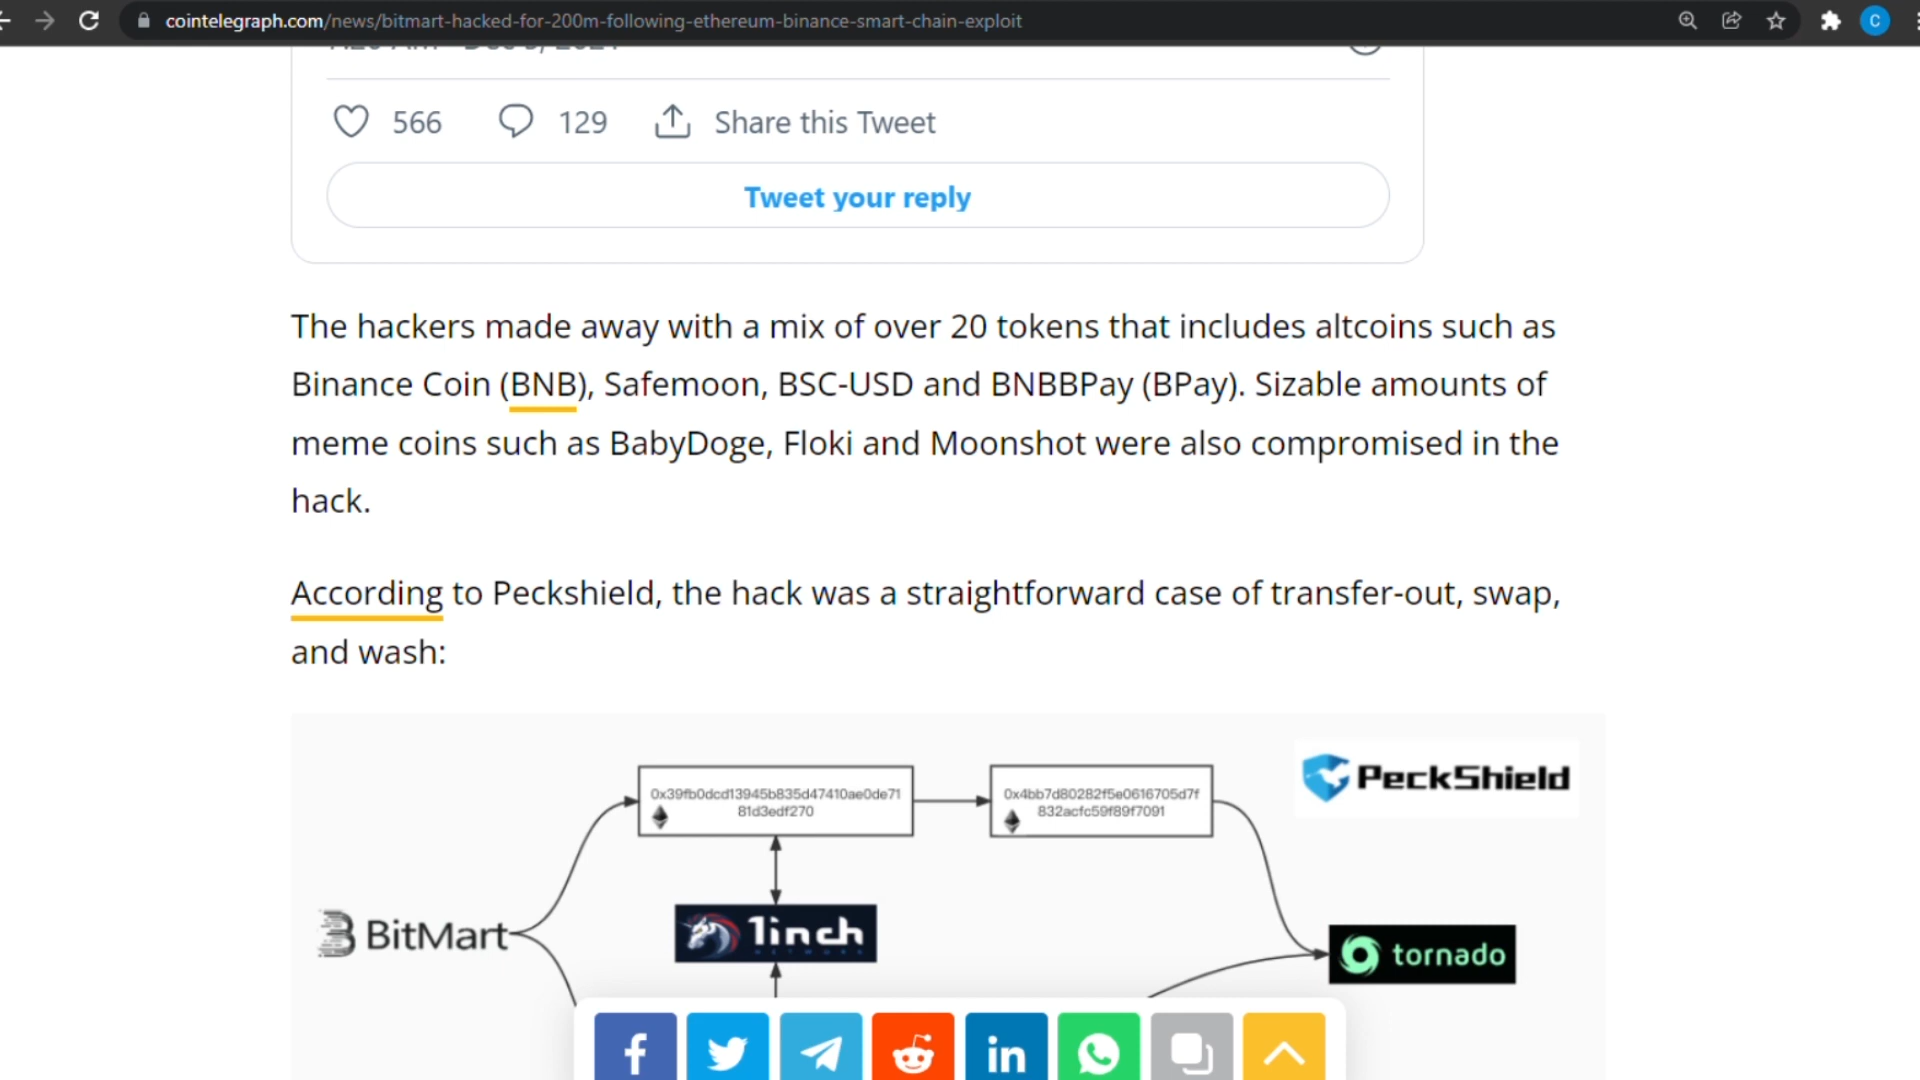 cointelegraph.com/news/bitmart-hacked-for-200m-following-ethereum-binance-smart-chain-exploit
C
566
129
Share this Tweet
Tweet your reply
The hackers made away with a mix of over 20 tokens that includes altcoins such as
Binance Coin (BNB), Safemoon, BSC-USD and BNBBPay (BPay). Sizable amounts of
meme coins such as BabyDoge, Floki and Moonshot were also compromised in the
hack.
According to Peckshield, the hack was a straightforward case of transfer-out, swap,
and wash:
PeckShield
0x39fb0dcd13945b835d47410ae0de71
81d3edf270
0x4bb7d80282f5e0616705d7f
832acfc59f89f7091
BitMart
1inch
NETWORK
tornado
f
in